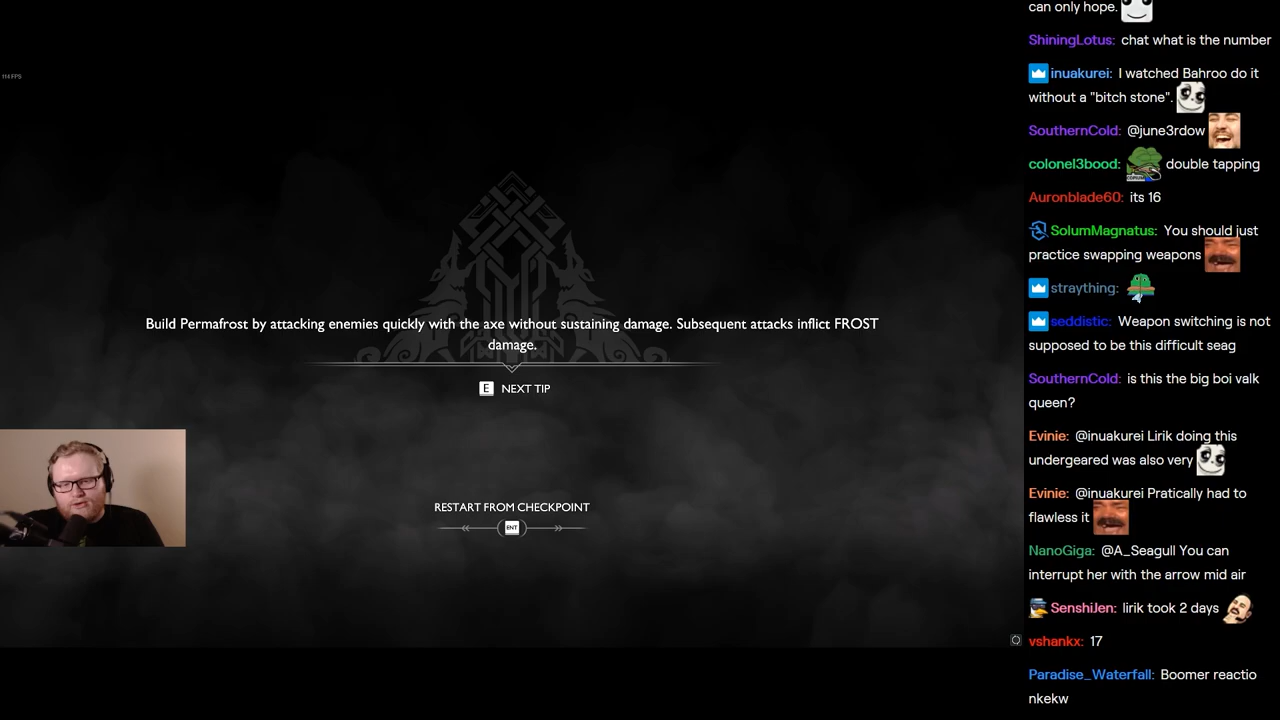 114 FPS
Build Permafrost by attacking enemies quickly with the axe without sustaining damage. Subsequent attacks inflict FROST
damage.
E NEXT TIP
RESTART FROM CHECKPOINT
ENT
can only hope.
ShiningLotus: chat what is the number
inuakurei: I watched Bahroo do it
without a "bitch stone".
SouthernCold: @june3rdow
colonel3bood: double tapping
Auronblade60: its 16
SolumMagnatus: You should just
practice swapping weapons
straything:
seddistic: Weapon switching is not
supposed to be this difficult seag
SouthernCold: is this the big boi valk
queen?
Evinie: @inuakurei Lirik doing this
undergeared was also very
Evinie: @inuakurei Pratically had to
flawless it
NanoGiga: @A_Seagull You can
interrupt her with the arrow mid air
SenshiJen: lirik took 2 days
vshankx: 17
Paradise_Waterfall: Boomer reactio
nkekw